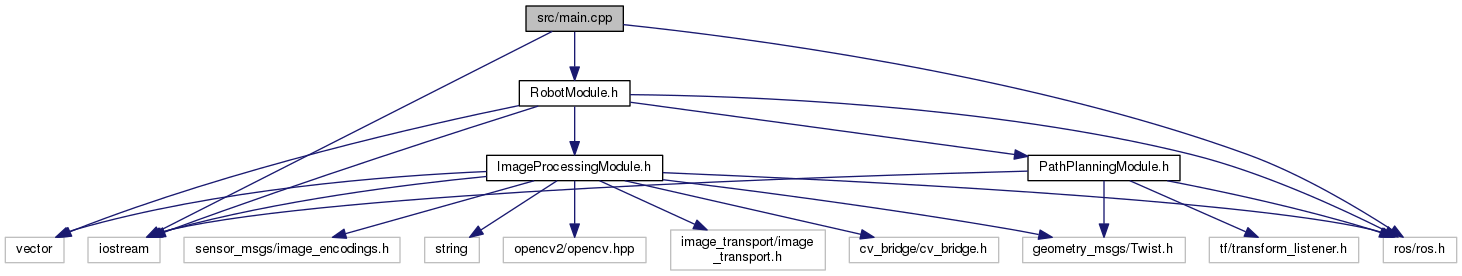 src/main.cpp
RobotModule.h
ImageProcessingModule.h
PathPlanningModule.h
vector
iostream
sensor_msgs/image_encodings.h
string
opencv2/opencv.hpp
image_transport/image
_transport.h
cv_bridge/cv_bridge.h
geometry_msgs/Twist.h
tf/transform_listener.h
ros/ros.h